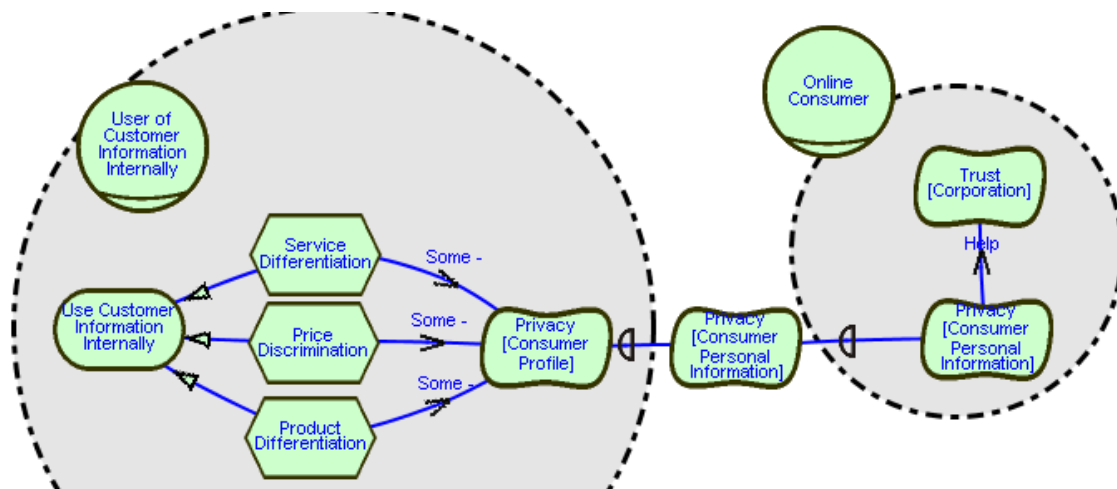 User of
Customer
Information
Internally
Online
Consumer
Trust
[Corporation]
Help
Service
Differentiation
Some -
Use Customer
Information
Internally
Price
Discrimination
Some -
Privacy
[Consumer
Profile]
Privacy
[Consumer
Personal
Information]
Privacy
[Consumer
Personal
Information]
Some -
Product
Differentiation